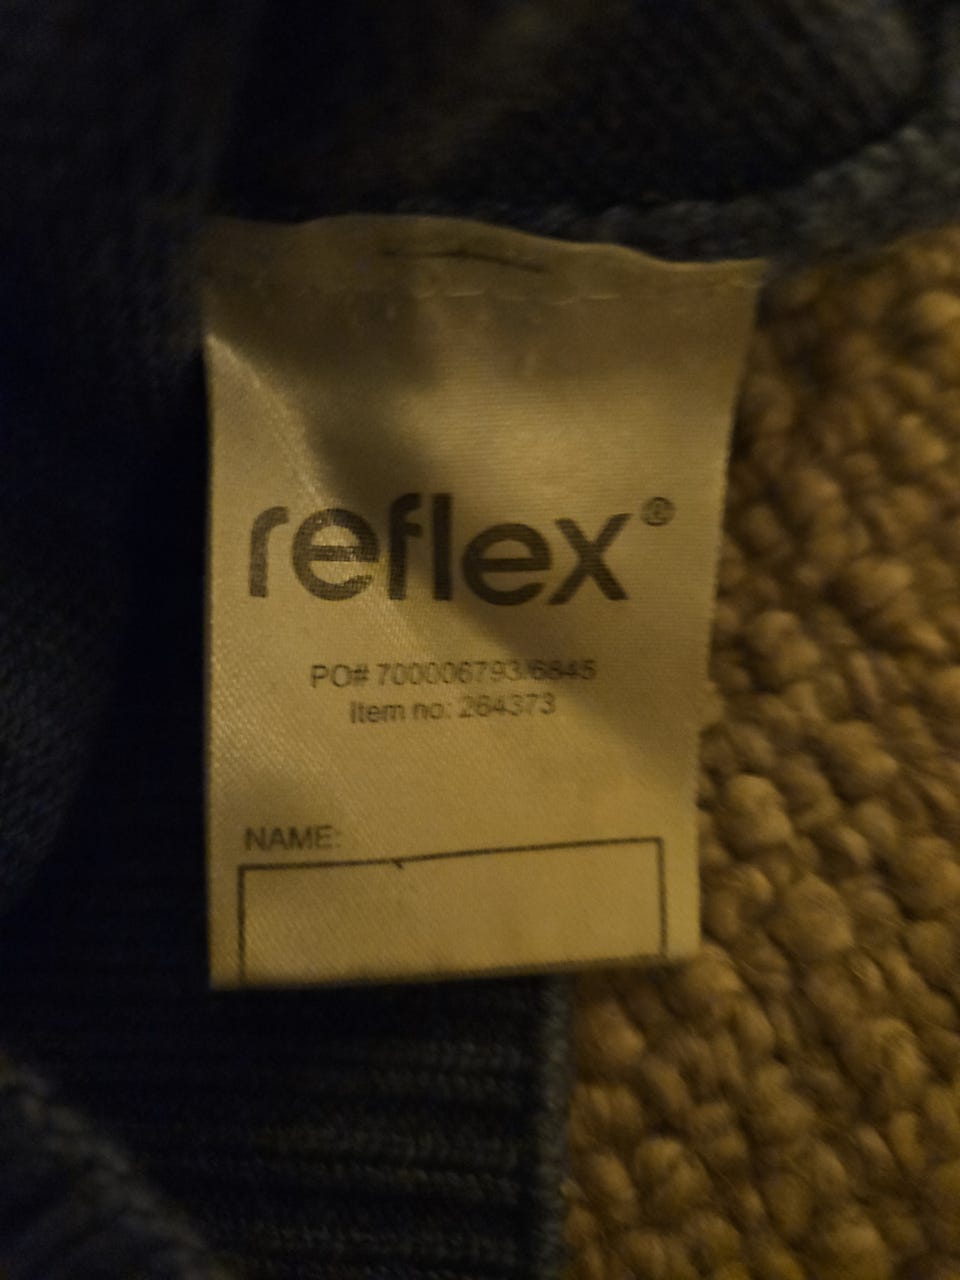 reflex®
PO# 700006793/6845
Item no: 264373
NAME: